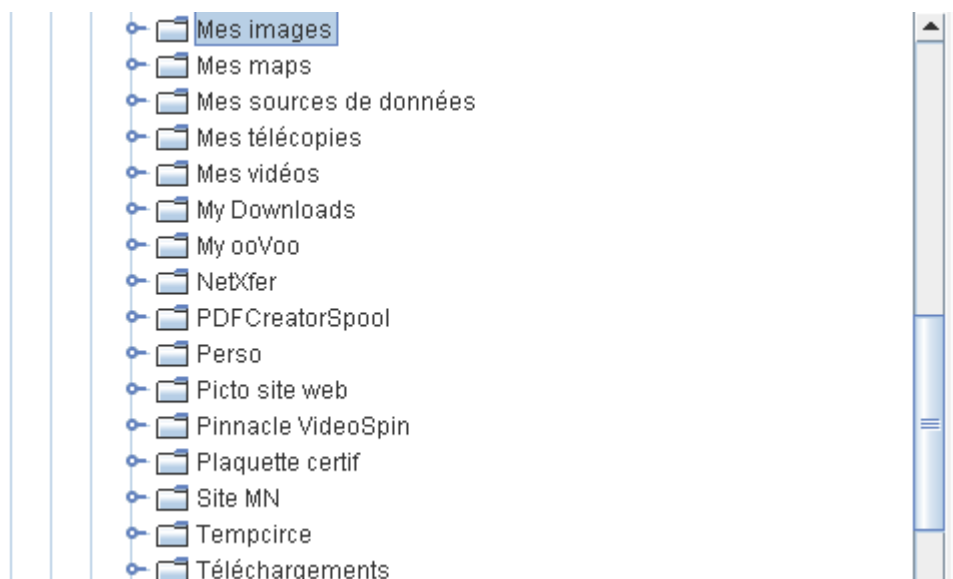 Mes images
Mes maps
Mes sources de données
Mes télécopies
Mes vidéos
My Downloads
My ooVoo
NetXfer
PDFCreatorSpool
Perso
Picto site web
Pinnacle VideoSpin
Plaquette certif
Site MN
Tempcirce
Téléchargements